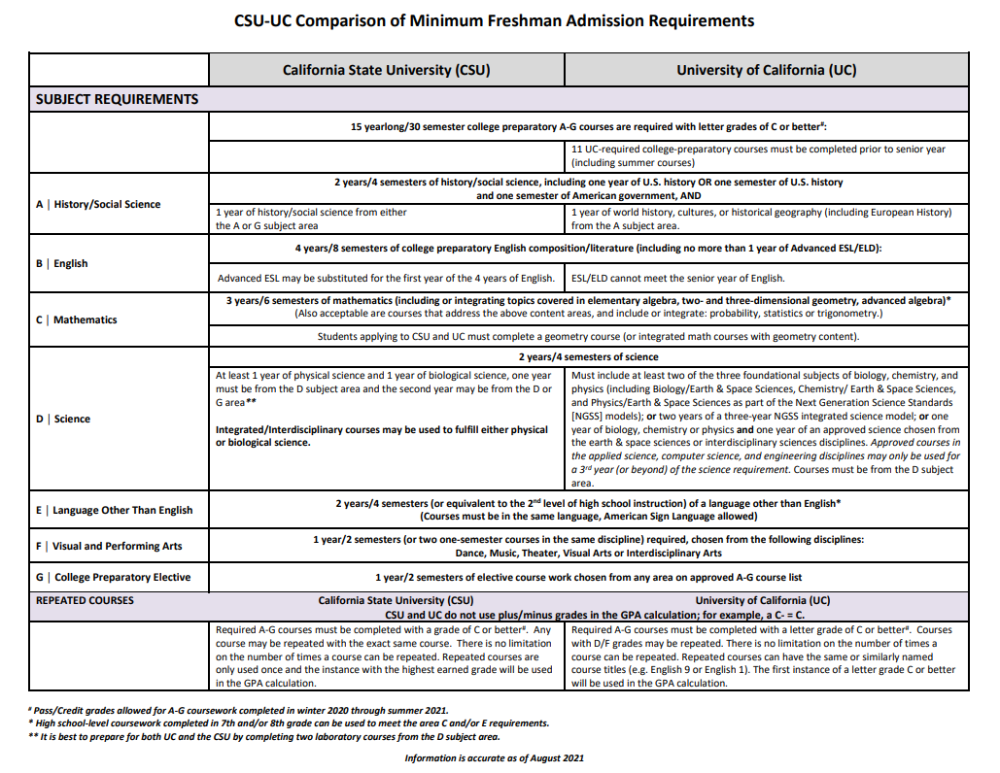 CSU-UC Comparison of Minimum Freshman Admission Requirements
California State University (CSU)
University of California (UC)
SUBJECT REQUIREMENTS
15 yearlong/30 semester college preparatory A-G courses are required with letter grades of C or better#:
11 UC-required college-preparatory courses must be completed prior to senior year
(including summer courses)
A | History/Social Science
2 years/4 semesters of history/social science, including one year of U.S. history OR one semester of U.S. history
and one semester of American government, AND
1 year of history/social science from either
the A or G subject area
1 year of world history, cultures, or historical geography (including European History)
from the A subject area.
B | English
4 years/8 semesters of college preparatory English composition/literature (including no more than 1 year of Advanced ESL/ELD):
Advanced ESL may be substituted for the first year of the 4 years of English.
ESL/ELD cannot meet the senior year of English.
C | Mathematics
3 years/6 semesters of mathematics (including or integrating topics covered in elementary algebra, two- and three-dimensional geometry, advanced algebra)*
(Also acceptable are courses that address the above content areas, and include or integrate: probability, statistics or trigonometry.)
Students applying to CSU and UC must complete a geometry course (or integrated math courses with geometry content).
D | Science
2 years/4 semesters of science
At least 1 year of physical science and 1 year of biological science, one year
must be from the D subject area and the second year may be from the D or
G area**
Integrated/Interdisciplinary courses may be used to fulfill either physical
or biological science.
Must include at least two of the three foundational subjects of biology, chemistry, and
physics (including Biology/Earth & Space Sciences, Chemistry/ Earth & Space Sciences,
and Physics/Earth & Space Sciences as part of the Next Generation Science Standards
[NGSS] models); or two years of a three-year NGSS integrated science model; or one
year of biology, chemistry or physics and one year of an approved science chosen from
the earth & space sciences or interdisciplinary sciences disciplines. Approved courses in
the applied science, computer science, and engineering disciplines may only be used for
a 3rd year (or beyond) of the science requirement. Courses must be from the D subject
area.
E | Language Other Than English
2 years/4 semesters (or equivalent to the 2nd level of high school instruction) of a language other than English*
(Courses must be in the same language, American Sign Language allowed)
F | Visual and Performing Arts
1 year/2 semesters (or two one-semester courses in the same discipline) required, chosen from the following disciplines:
Dance, Music, Theater, Visual Arts or Interdisciplinary Arts
G | College Preparatory Elective
1 year/2 semesters of elective course work chosen from any area on approved A-G course list
REPEATED COURSES
California State University (CSU)
University of California (UC)
CSU and UC do not use plus/minus grades in the GPA calculation; for example, a C- = C.
Required A-G courses must be completed with a grade of C or better#. Any
course may be repeated with the exact same course. There is no limitation
on the number of times a course can be repeated. Repeated courses are
only used once and the instance with the highest earned grade will be used
in the GPA calculation.
Required A-G courses must be completed with a letter grade of C or better#. Courses
with D/F grades may be repeated. There is no limitation on the number of times a
course can be repeated. Repeated courses can have the same or similarly named
course titles (e.g. English 9 or English 1). The first instance of a letter grade C or better
will be used in the GPA calculation.
# Pass/Credit grades allowed for A-G coursework completed in winter 2020 through summer 2021.
* High school-level coursework completed in 7th and/or 8th grade can be used to meet the area C and/or E requirements.
** It is best to prepare for both UC and the CSU by completing two laboratory courses from the D subject area.
Information is accurate as of August 2021